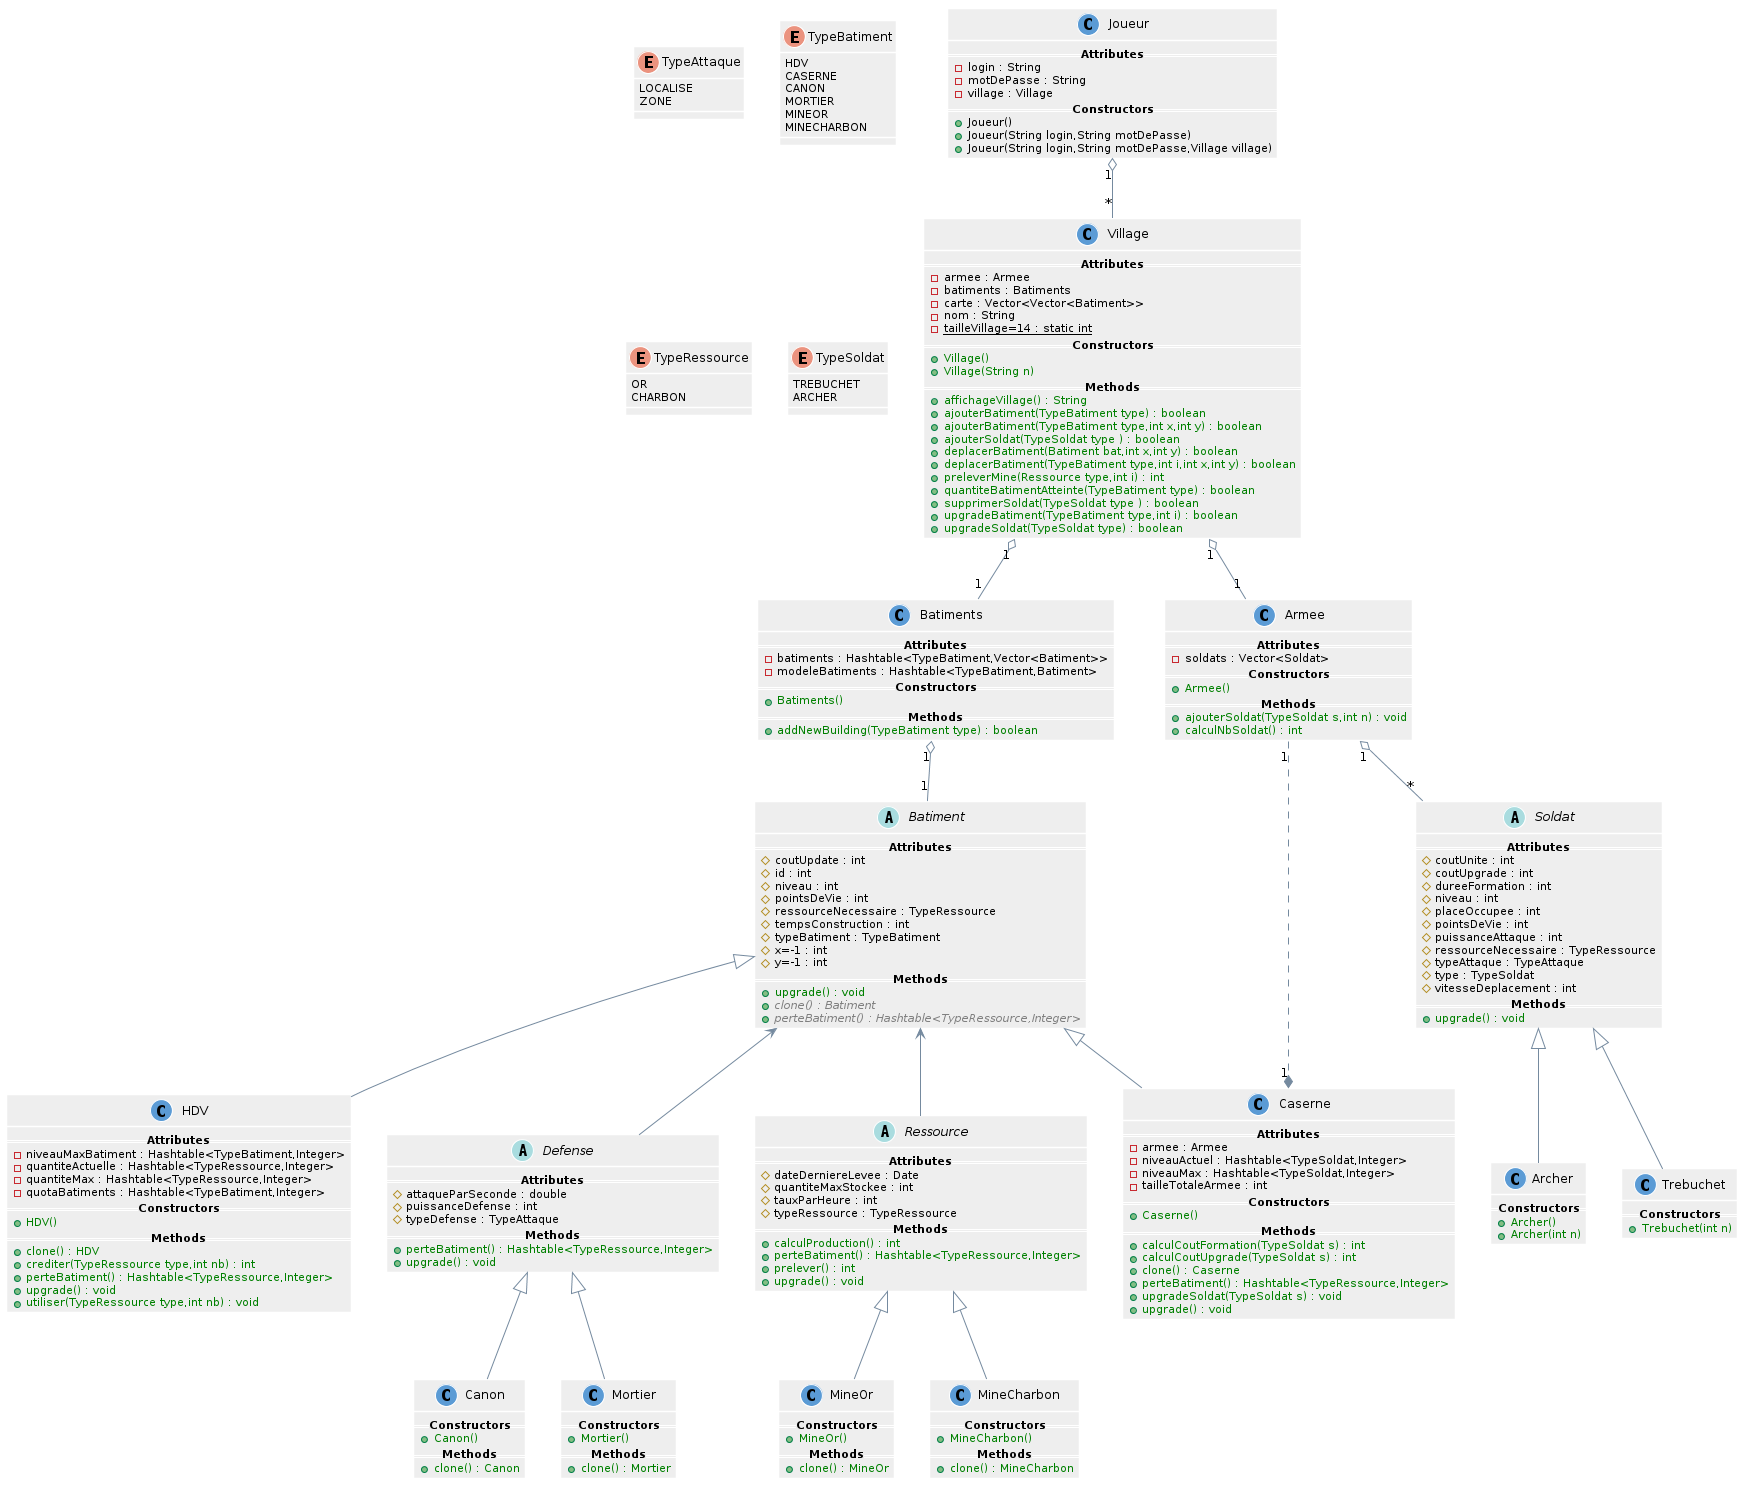 E TypeAttaque
LOCALISE
ZONE
E TypeBatiment
HDV
CASERNE
CANON
MORTIER
MINEOR
MINECHARBON
C Joueur
Attributes
login : String
motDePasse : String
village : Village
Constructors
Joueur()
Joueur(String login,String motDePasse)
Joueur(String login,String motDePasse,Village village)
1
*
E TypeRessource
OR
CHARBON
E TypeSoldat
TREBUCHET
ARCHER
C Village
Attributes
armee : Armee
batiments : Batiments
carte : Vector<Vector<Batiment>>
nom : String
tailleVillage=14 : static int
Constructors
Village()
Village(String n)
Methods
affichageVillage() : String
ajouterBatiment(TypeBatiment type) : boolean
ajouterBatiment(TypeBatiment type,int x,int y) : boolean
ajouterSoldat(TypeSoldat type ) : boolean
deplacerBatiment(Batiment bat,int x,int y) : boolean
deplacerBatiment(TypeBatiment type,int i,int x,int y) : boolean
preleverMine(Ressource type,int i) : int
quantiteBatimentAtteinte(TypeBatiment type) : boolean
supprimerSoldat(TypeSoldat type ) : boolean
upgradeBatiment(TypeBatiment type,int i) : boolean
upgradeSoldat(TypeSoldat type) : boolean
1
1
1
1
C Batiments
Attributes
batiments : Hashtable<TypeBatiment,Vector<Batiment>>
modeleBatiments : Hashtable<TypeBatiment,Batiment>
Constructors
Batiments()
Methods
addNewBuilding(TypeBatiment type) : boolean
C Armee
Attributes
soldats : Vector<Soldat>
Constructors
Armee()
Methods
ajouterSoldat(TypeSoldat s,int n) : void
calculNbSoldat() : int
1
1
1
1
*
A Batiment
Attributes
coutUpdate : int
id : int
niveau : int
pointsDeVie : int
ressourceNecessaire : TypeRessource
tempsConstruction : int
typeBatiment : TypeBatiment
x=-1 : int
y=-1 : int
Methods
upgrade() : void
clone() : Batiment
perteBatiment() : Hashtable<TypeRessource,Integer>
A Soldat
Attributes
coutUnite : int
coutUpgrade : int
dureeFormation : int
niveau : int
placeOccupee : int
pointsDeVie : int
puissanceAttaque : int
ressourceNecessaire : TypeRessource
typeAttaque : TypeAttaque
type : TypeSoldat
vitesseDeplacement : int
Methods
upgrade() : void
1
C HDV
Attributes
niveauMaxBatiment : Hashtable<TypeBatiment,Integer>
quantiteActuelle : Hashtable<TypeRessource,Integer>
quantiteMax : Hashtable<TypeRessource,Integer>
quotaBatiments : Hashtable<TypeBatiment,Integer>
Constructors
HDV()
Methods
clone() : HDV
crediter(TypeRessource type,int nb) : int
perteBatiment() : Hashtable<TypeRessource,Integer>
upgrade() : void
utiliser(TypeRessource type,int nb) : void
A Defense
Attributes
attaqueParSeconde : double
puissanceDefense : int
typeDefense : TypeAttaque
Methods
perteBatiment() : Hashtable<TypeRessource,Integer>
upgrade() : void
A Ressource
Attributes
dateDerniereLevee : Date
quantiteMaxStockee : int
tauxParHeure : int
typeRessource : TypeRessource
Methods
calculProduction() : int
perteBatiment() : Hashtable<TypeRessource,Integer>
prelever() : int
upgrade() : void
C Caserne
Attributes
armee : Armee
niveauActuel : Hashtable<TypeSoldat,Integer>
niveauMax : Hashtable<TypeSoldat,Integer>
tailleTotaleArmee : int
Constructors
Caserne()
Methods
calculCoutFormation(TypeSoldat s) : int
calculCoutUpgrade(TypeSoldat s) : int
clone() : Caserne
perteBatiment() : Hashtable<TypeRessource,Integer>
upgradeSoldat(TypeSoldat s) : void
upgrade() : void
C Archer
Constructors
Archer()
Archer(int n)
C Trebuchet
Constructors
Trebuchet(int n)
C Canon
Constructors
Canon()
Methods
clone() : Canon
C Mortier
Constructors
Mortier()
Methods
clone() : Mortier
C MineOr
Constructors
MineOr()
Methods
clone() : MineOr
C MineCharbon
Constructors
MineCharbon()
Methods
clone() : MineCharbon